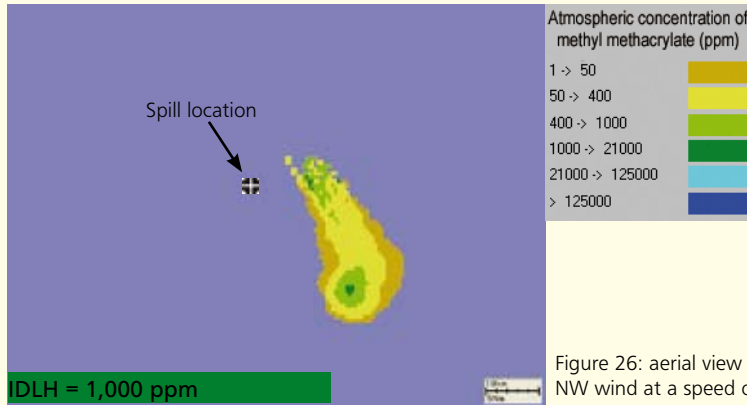 Atmospheric concentration of
methyl methacrylate (ppm)
1 -> 50
50 -> 400
400 -> 1000
1000 -> 21000
21000 -> 125000
> 125000
Spill location
IDLH = 1,000 ppm
Figure 26: aerial view
NW wind at a speed